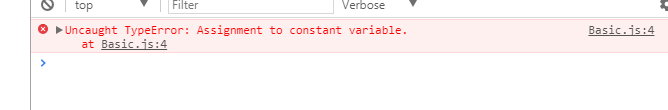 top Filter Verbose
Uncaught TypeError: Assignment to constant variable. Basic.js:4
at Basic.js:4